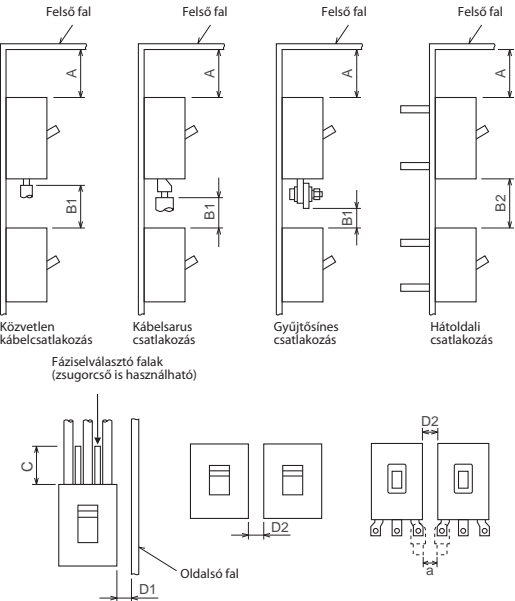 Felső fal
Felső fal
Felső fal
Felső fal
A
A
A
A
B1
B1
B1
B2
Közvetlen
kábelcsatlakozás
Kábelsarus
csatlakozás
Gyűjtősínes
csatlakozás
Hátoldali
csatlakozás
Fáziselválasztó falak
(zsugorcső is használható)
C
D2
D2
a
Oldalsó fal
D1